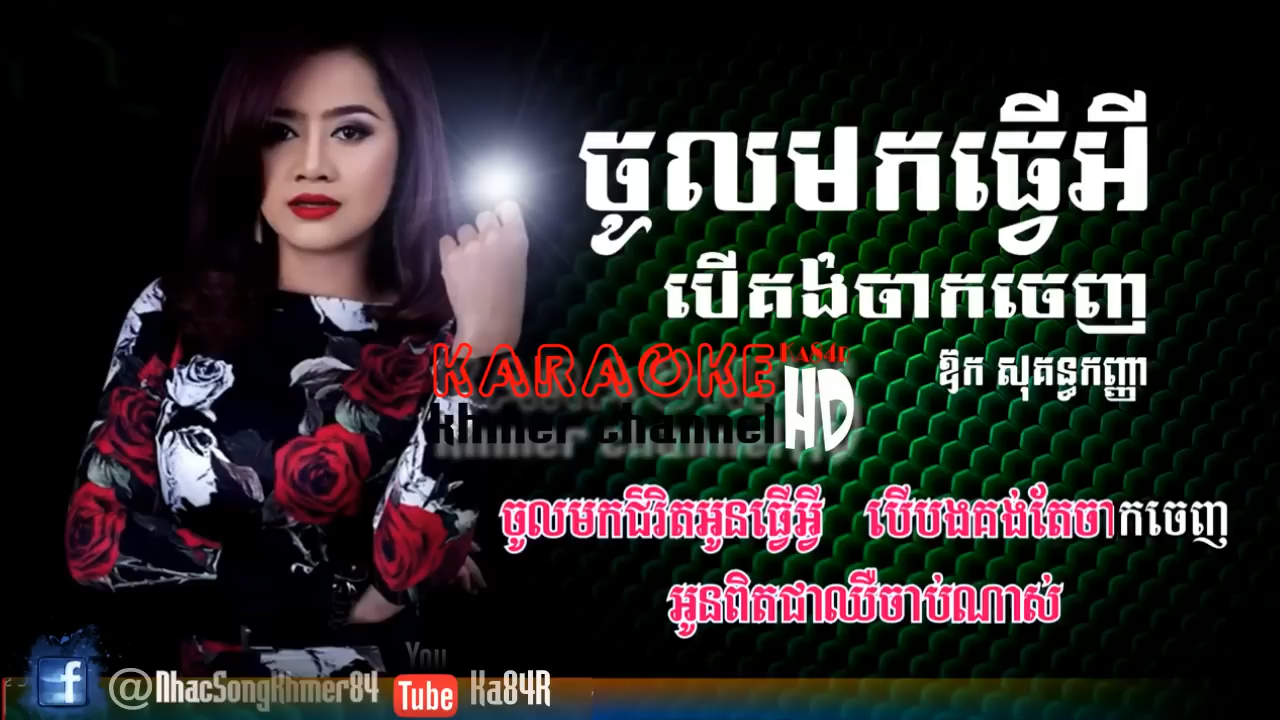 ចូលមកធ្វើអី
បើគង់ចាកចេញ
KARAOKE KA84R
khmer channel HD
ឱក សុគន្ធកញ្ញា
ចូលមកជីវិតអូនធ្វើអ្វី បើបងគង់តែចាកចេញ
អូនពិតជាឈឺចាប់ណាស់
f @NhacSongKhmer84 You Tube Ka84R